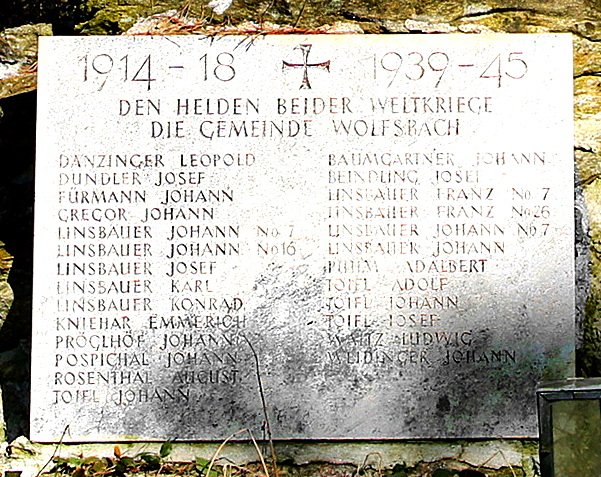 1914 - 18 1939 - 45
DEN HELDEN BEIDER WELTKRIEGE
DIE GEMEINDE WOLFSBACH
DANZINGER LEOPOLD
DUNDLER JOSEF
FÜRMANN JOHANN
GREGOR JOHANN
LINSBAUER JOHANN No 7
LINSBAUER JOHANN No 16
LINSBAUER JOSEF
LINSBAUER KARL
LINSBAUER KONRAD
KNIEHAR EMMERICH
PRÖGLHÖF JOHANN
POSPICHAL JOHANN
ROSENTHAL AUGUST
TOIFL JOHANN
BAUMGARTNER JOHANN
BEINDLING JOSEF
LINSBAUER FRANZ No 7
LINSBAUER FRANZ No 26
LINSBAUER JOHANN No 7
LINSBAUER JOHANN
ADALBERT
TOIFL ADOLF
TOIFL JOHANN
TOIFL JOSEF
WAITZ LUDWIG
WEIDINGER JOHANN